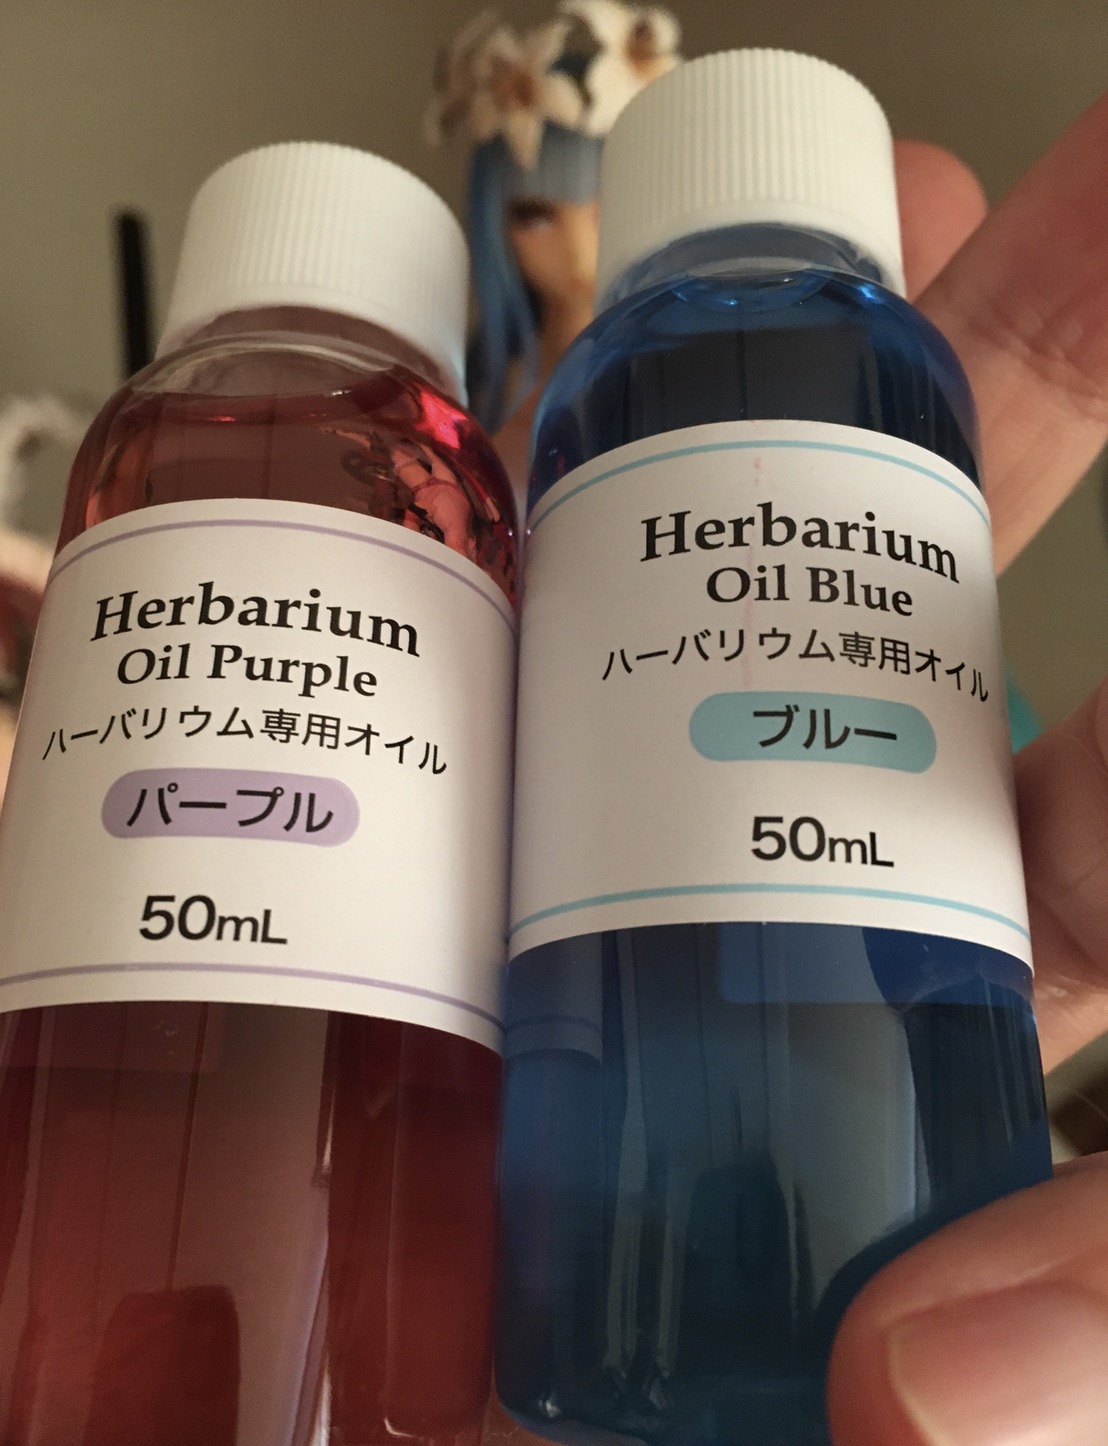 Herbarium
Oil Purple
ハーバリウム専用オイル
パープル
50mL
Herbarium
Oil Blue
ハーバリウム専用オイル
ブルー
50mL